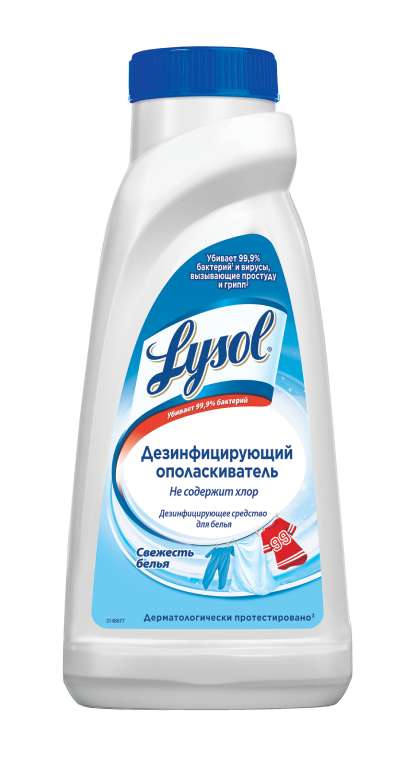 Убивает 99,9%
бактерий¹ и вирусы,
вызывающие простуду
и грипп²
Lysol®
Убивает 99,9% бактерий
Дезинфицирующий
ополаскиватель
Не содержит хлор
Дезинфицирующее средство
для белья
Свежесть
белья
99
Дерматологически протестировано³
3148577